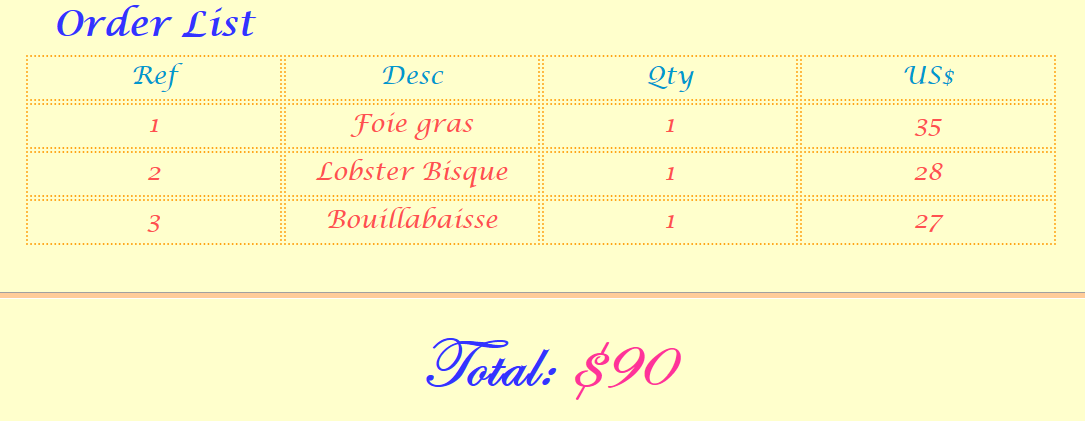 Order List
Ref Desc Qty US$
1 Foie gras 1 35
2 Lobster Bisque 1 28
3 Bouillabaisse 1 27
Total: $90